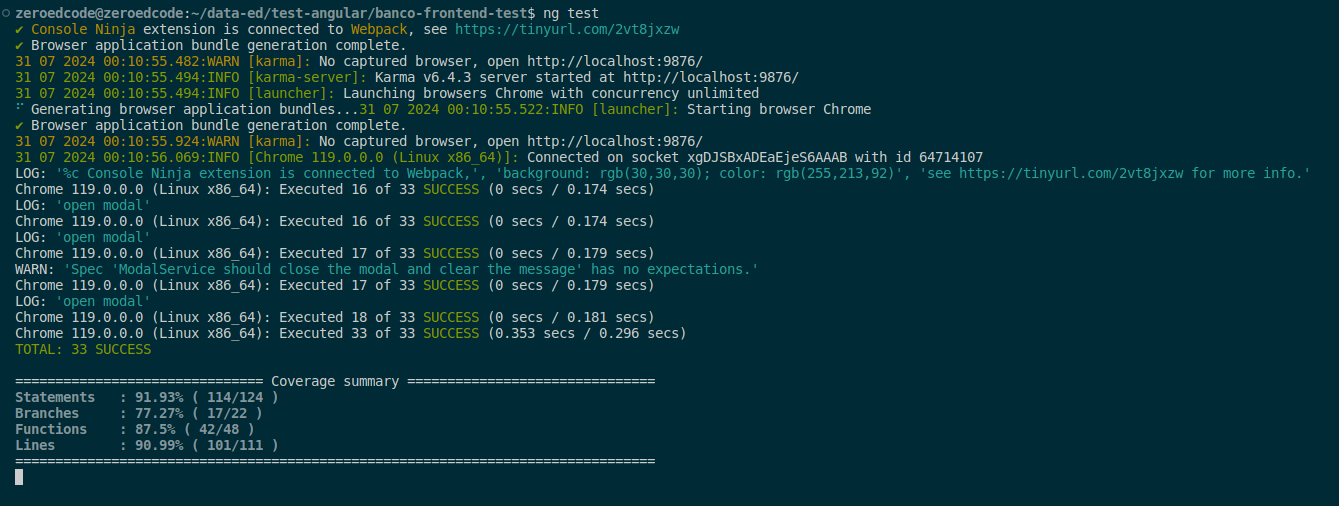 zeroedcode@zeroedcode:~/data-ed/test-angular/banco-frontend-test$ ng test
✔ Console Ninja extension is connected to Webpack, see https://tinyurl.com/2vt8jxzw
✔ Browser application bundle generation complete.
31 07 2024 00:10:55.482:WARN [karma]: No captured browser, open http://localhost:9876/
31 07 2024 00:10:55.494:INFO [karma-server]: Karma v6.4.3 server started at http://localhost:9876/
31 07 2024 00:10:55.494:INFO [launcher]: Launching browsers Chrome with concurrency unlimited
⠋ Generating browser application bundles...31 07 2024 00:10:55.522:INFO [launcher]: Starting browser Chrome
✔ Browser application bundle generation complete.
31 07 2024 00:10:55.924:WARN [karma]: No captured browser, open http://localhost:9876/
31 07 2024 00:10:56.069:INFO [Chrome 119.0.0.0 (Linux x86_64)]: Connected on socket xgDJSBxADEaEjeS6AAAB with id 64714107
LOG: '%c Console Ninja extension is connected to Webpack,', 'background: rgb(30,30,30); color: rgb(255,213,92)', 'see https://tinyurl.com/2vt8jxzw for more info.'
Chrome 119.0.0.0 (Linux x86_64): Executed 16 of 33 SUCCESS (0 secs / 0.174 secs)
LOG: 'open modal'
Chrome 119.0.0.0 (Linux x86_64): Executed 16 of 33 SUCCESS (0 secs / 0.174 secs)
LOG: 'open modal'
Chrome 119.0.0.0 (Linux x86_64): Executed 17 of 33 SUCCESS (0 secs / 0.179 secs)
WARN: 'Spec 'ModalService should close the modal and clear the message' has no expectations.'
Chrome 119.0.0.0 (Linux x86_64): Executed 17 of 33 SUCCESS (0 secs / 0.179 secs)
LOG: 'open modal'
Chrome 119.0.0.0 (Linux x86_64): Executed 18 of 33 SUCCESS (0 secs / 0.181 secs)
Chrome 119.0.0.0 (Linux x86_64): Executed 33 of 33 SUCCESS (0.353 secs / 0.296 secs)
TOTAL: 33 SUCCESS
=============================== Coverage summary ===============================
Statements   : 91.93% ( 114/124 )
Branches     : 77.27% ( 17/22 )
Functions    : 87.5% ( 42/48 )
Lines        : 90.99% ( 101/111 )
================================================================================